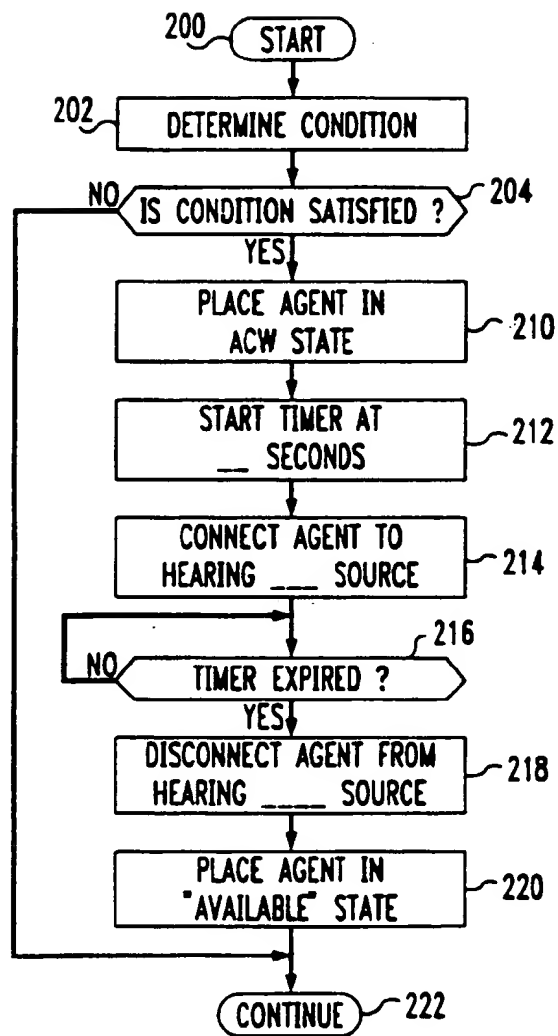 200
START
202
DETERMINE CONDITION
204
NO
IS CONDITION SATISFIED ?
YES
PLACE AGENT IN
ACW STATE
210
START TIMER AT
__ SECONDS
212
CONNECT AGENT TO
HEARING ___ SOURCE
214
216
NO
TIMER EXPIRED ?
YES
DISCONNECT AGENT FROM
HEARING ____ SOURCE
218
PLACE AGENT IN
"AVAILABLE" STATE
220
CONTINUE
222